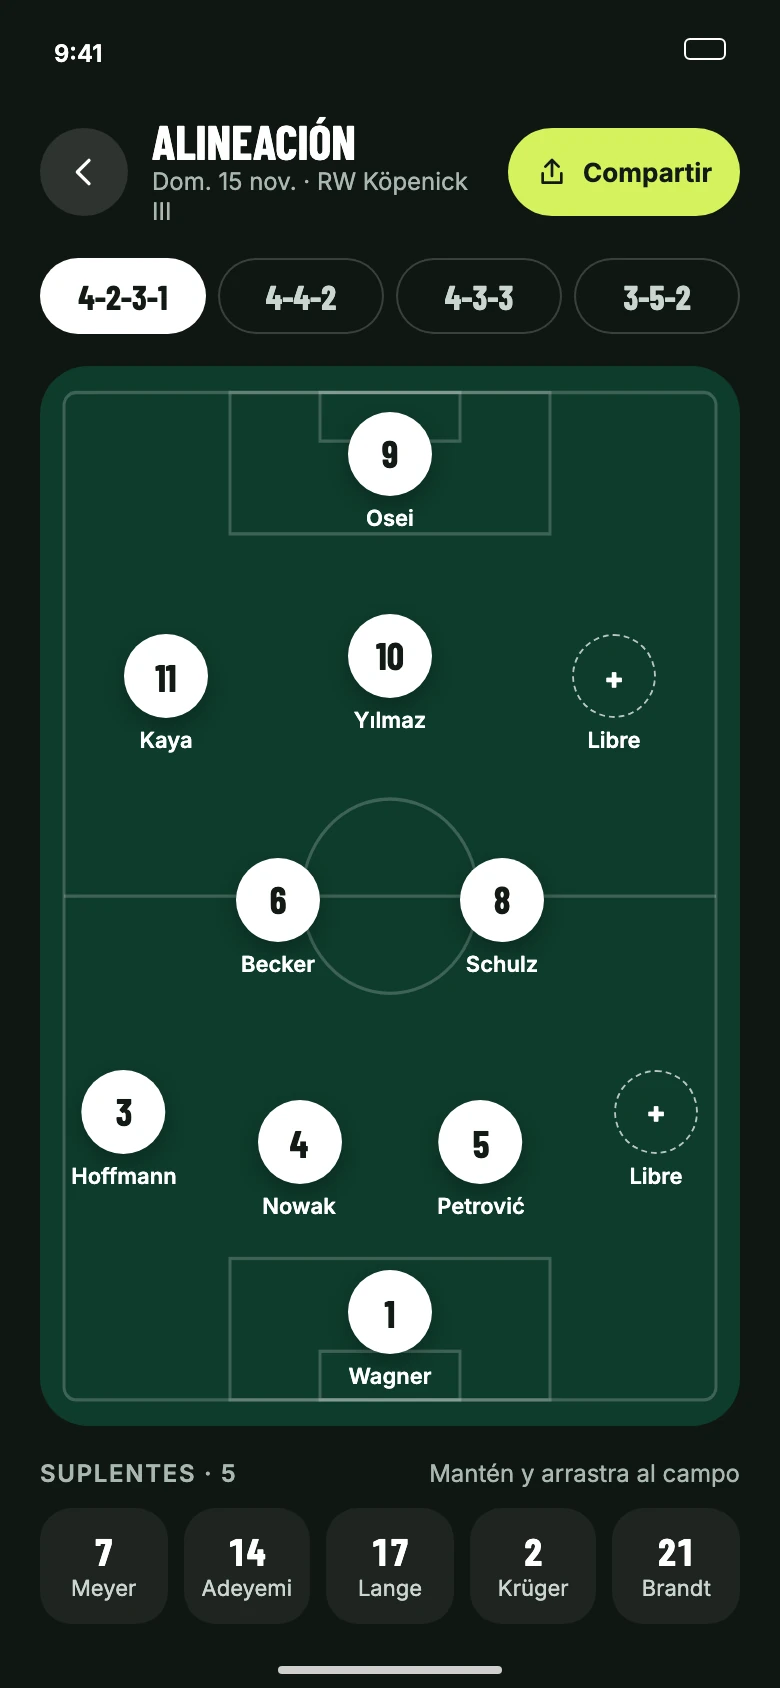 9:41
ALINEACIÓN
Dom. 15 nov. · RW Köpenick
III
Compartir
4-2-3-1
4-4-2
4-3-3
3-5-2
9
Osei
11
Kaya
10
Yılmaz
+
Libre
6
Becker
8
Schulz
3
Hoffmann
4
Nowak
5
Petrović
+
Libre
1
Wagner
SUPLENTES · 5
Mantén y arrastra al campo
7
Meyer
14
Adeyemi
17
Lange
2
Krüger
21
Brandt